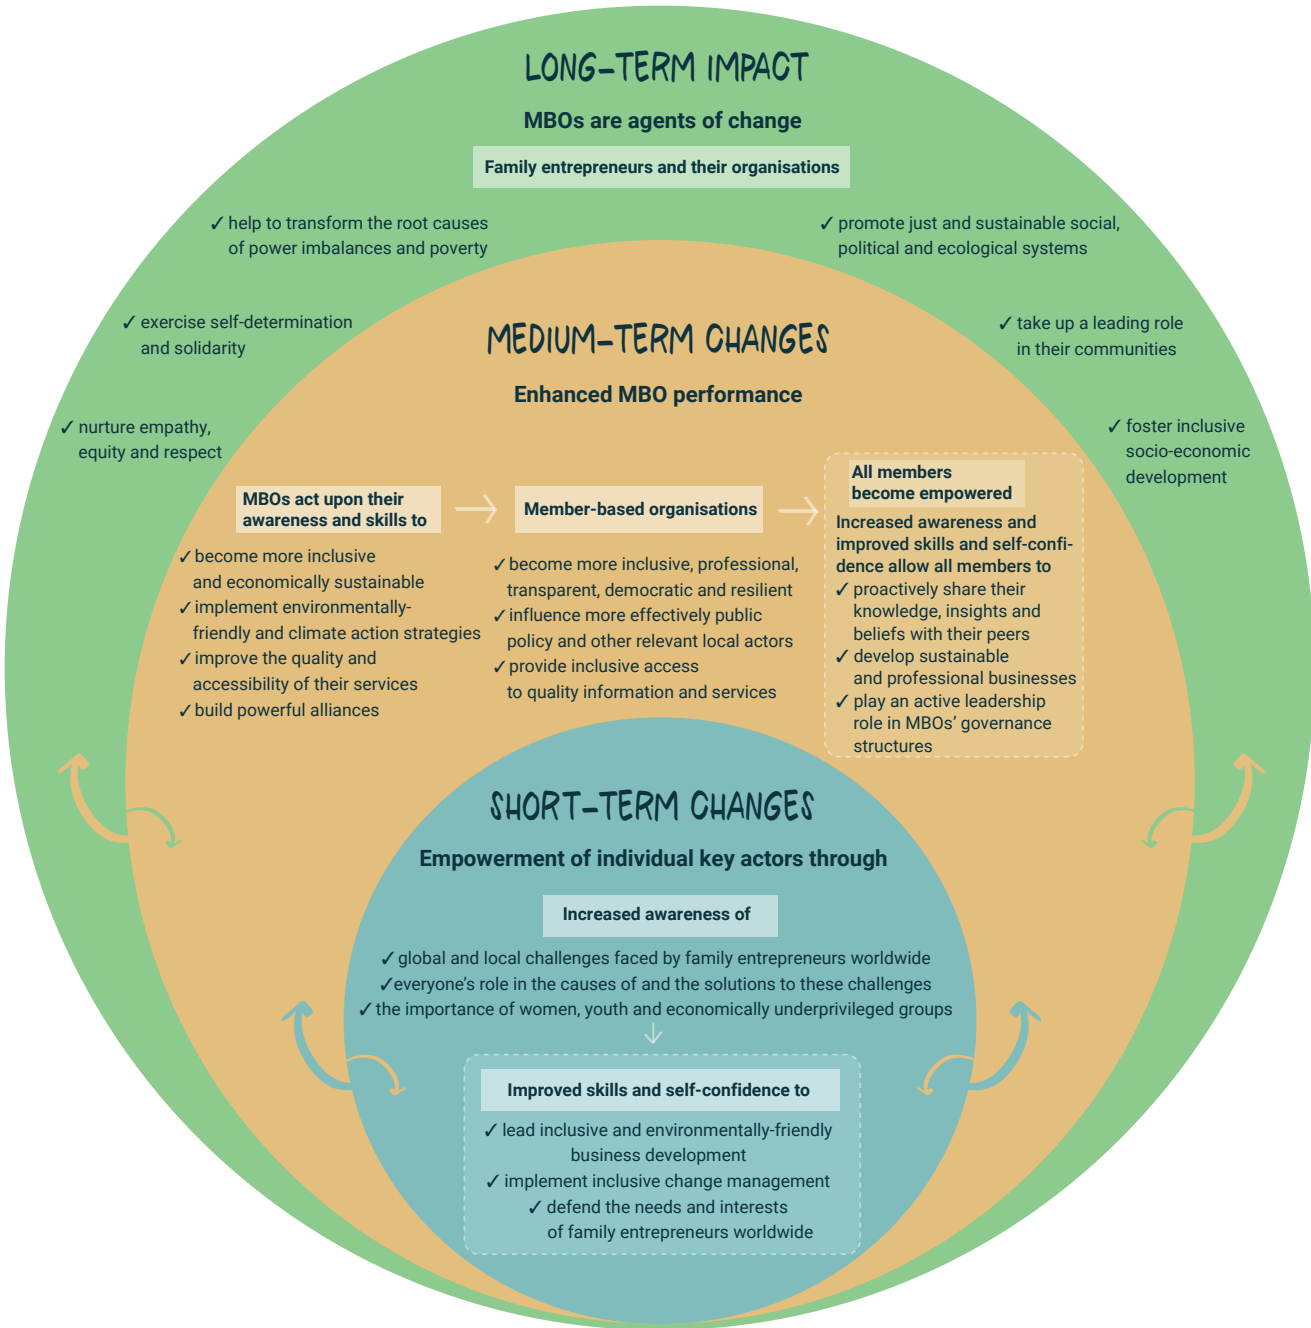 LONG-TERM IMPACT
MBOs are agents of change
Family entrepreneurs and their organisations
✓ help to transform the root causes
of power imbalances and poverty
✓ promote just and sustainable social,
political and ecological systems
✓ exercise self-determination
and solidarity
✓ take up a leading role
in their communities
✓ nurture empathy,
equity and respect
✓ foster inclusive
socio-economic
development
MEDIUM-TERM CHANGES
Enhanced MBO performance
MBOs act upon their
awareness and skills to
✓ become more inclusive
and economically sustainable
✓ implement environmentally-
friendly and climate action strategies
✓ improve the quality and
accessibility of their services
✓ build powerful alliances
Member-based organisations
✓ become more inclusive, professional,
transparent, democratic and resilient
✓ influence more effectively public
policy and other relevant local actors
✓ provide inclusive access
to quality information and services
All members
become empowered
Increased awareness and
improved skills and self-confi-
dence allow all members to
✓ proactively share their
knowledge, insights and
beliefs with their peers
✓ develop sustainable
and professional businesses
✓ play an active leadership
role in MBOs' governance
structures
SHORT-TERM CHANGES
Empowerment of individual key actors through
Increased awareness of
✓ global and local challenges faced by family entrepreneurs worldwide
✓ everyone's role in the causes of and the solutions to these challenges
✓ the importance of women, youth and economically underprivileged groups
Improved skills and self-confidence to
✓ lead inclusive and environmentally-friendly
business development
✓ implement inclusive change management
✓ defend the needs and interests
of family entrepreneurs worldwide